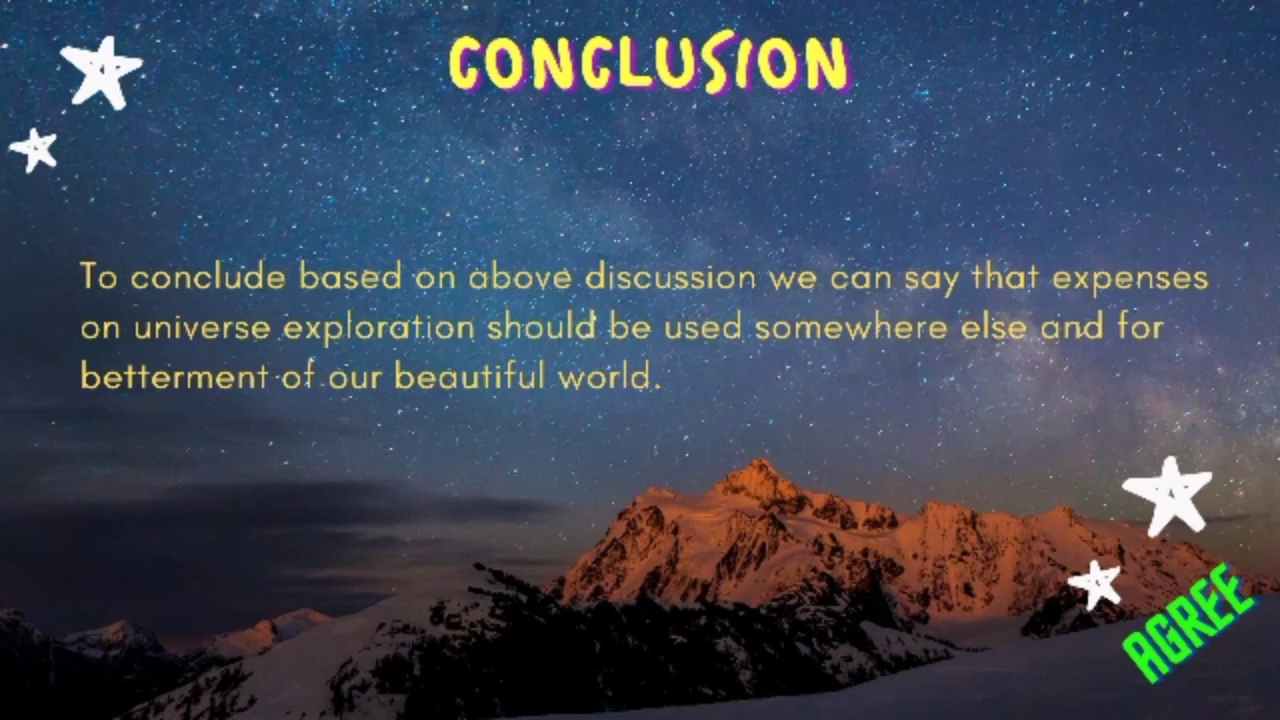 CONCLUSION
To conclude based on above discussion we can say that expenses
on universe exploration should be used somewhere else and for
betterment of our beautiful world.
AGREE